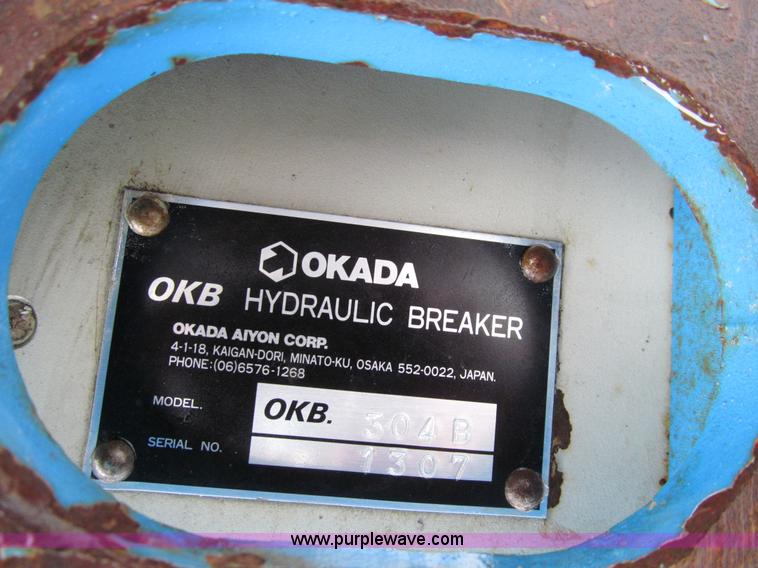 OKADA
OKB HYDRAULIC BREAKER
OKADA AIYON CORP.
4-1-18, KAIGAN-DORI, MINATO-KU, OSAKA 552-0022, JAPAN.
PHONE:(06)6576-1268
MODEL. OKB. 304B
SERIAL NO. 1307
www.purplewave.com